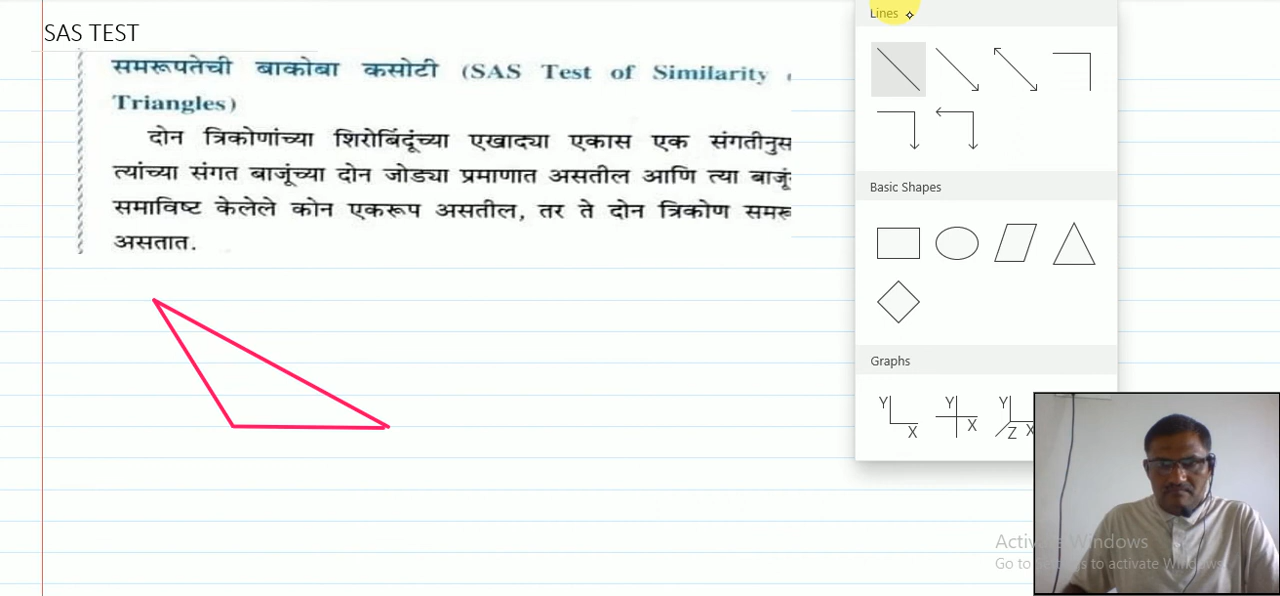 SAS TEST
समरूपतेची बाकोबा कसोटी (SAS Test of Similarity
Triangles)
दोन त्रिकोणांच्या शिरोबिंदूंच्या एखाद्या एकास एक
त्यांच्या संगत बाजूंच्या दोन जोड्या प्रमाणात असतील आणि त्या
समाविष्ट केलेले कोन एकरूप असतील, तर ते दोन त्रिकोण
असतात.
Lines
Basic Shapes
Graphs
Y
X
Y
X
Y
Z
X
Activate Windows
Go to Settings to activate Windows.